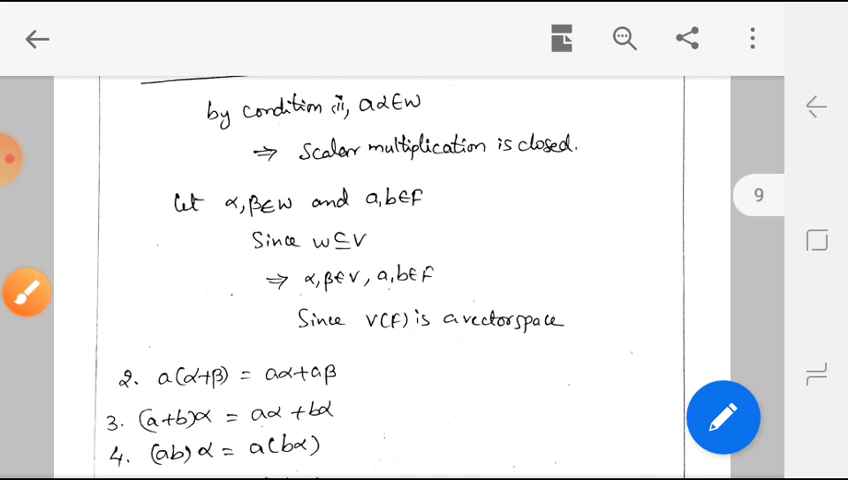 by condition ii, aα∈W
⇒ Scalar multiplication is closed.
9
let α,β∈W and a,b∈F
Since W⊆V
⇒ α,β∈V, a,b∈F
Since V(F) is a vectorspace
2. a(α+β) = aα+aβ
3. (a+b)α = aα+bα
4. (ab)α = a(bα)